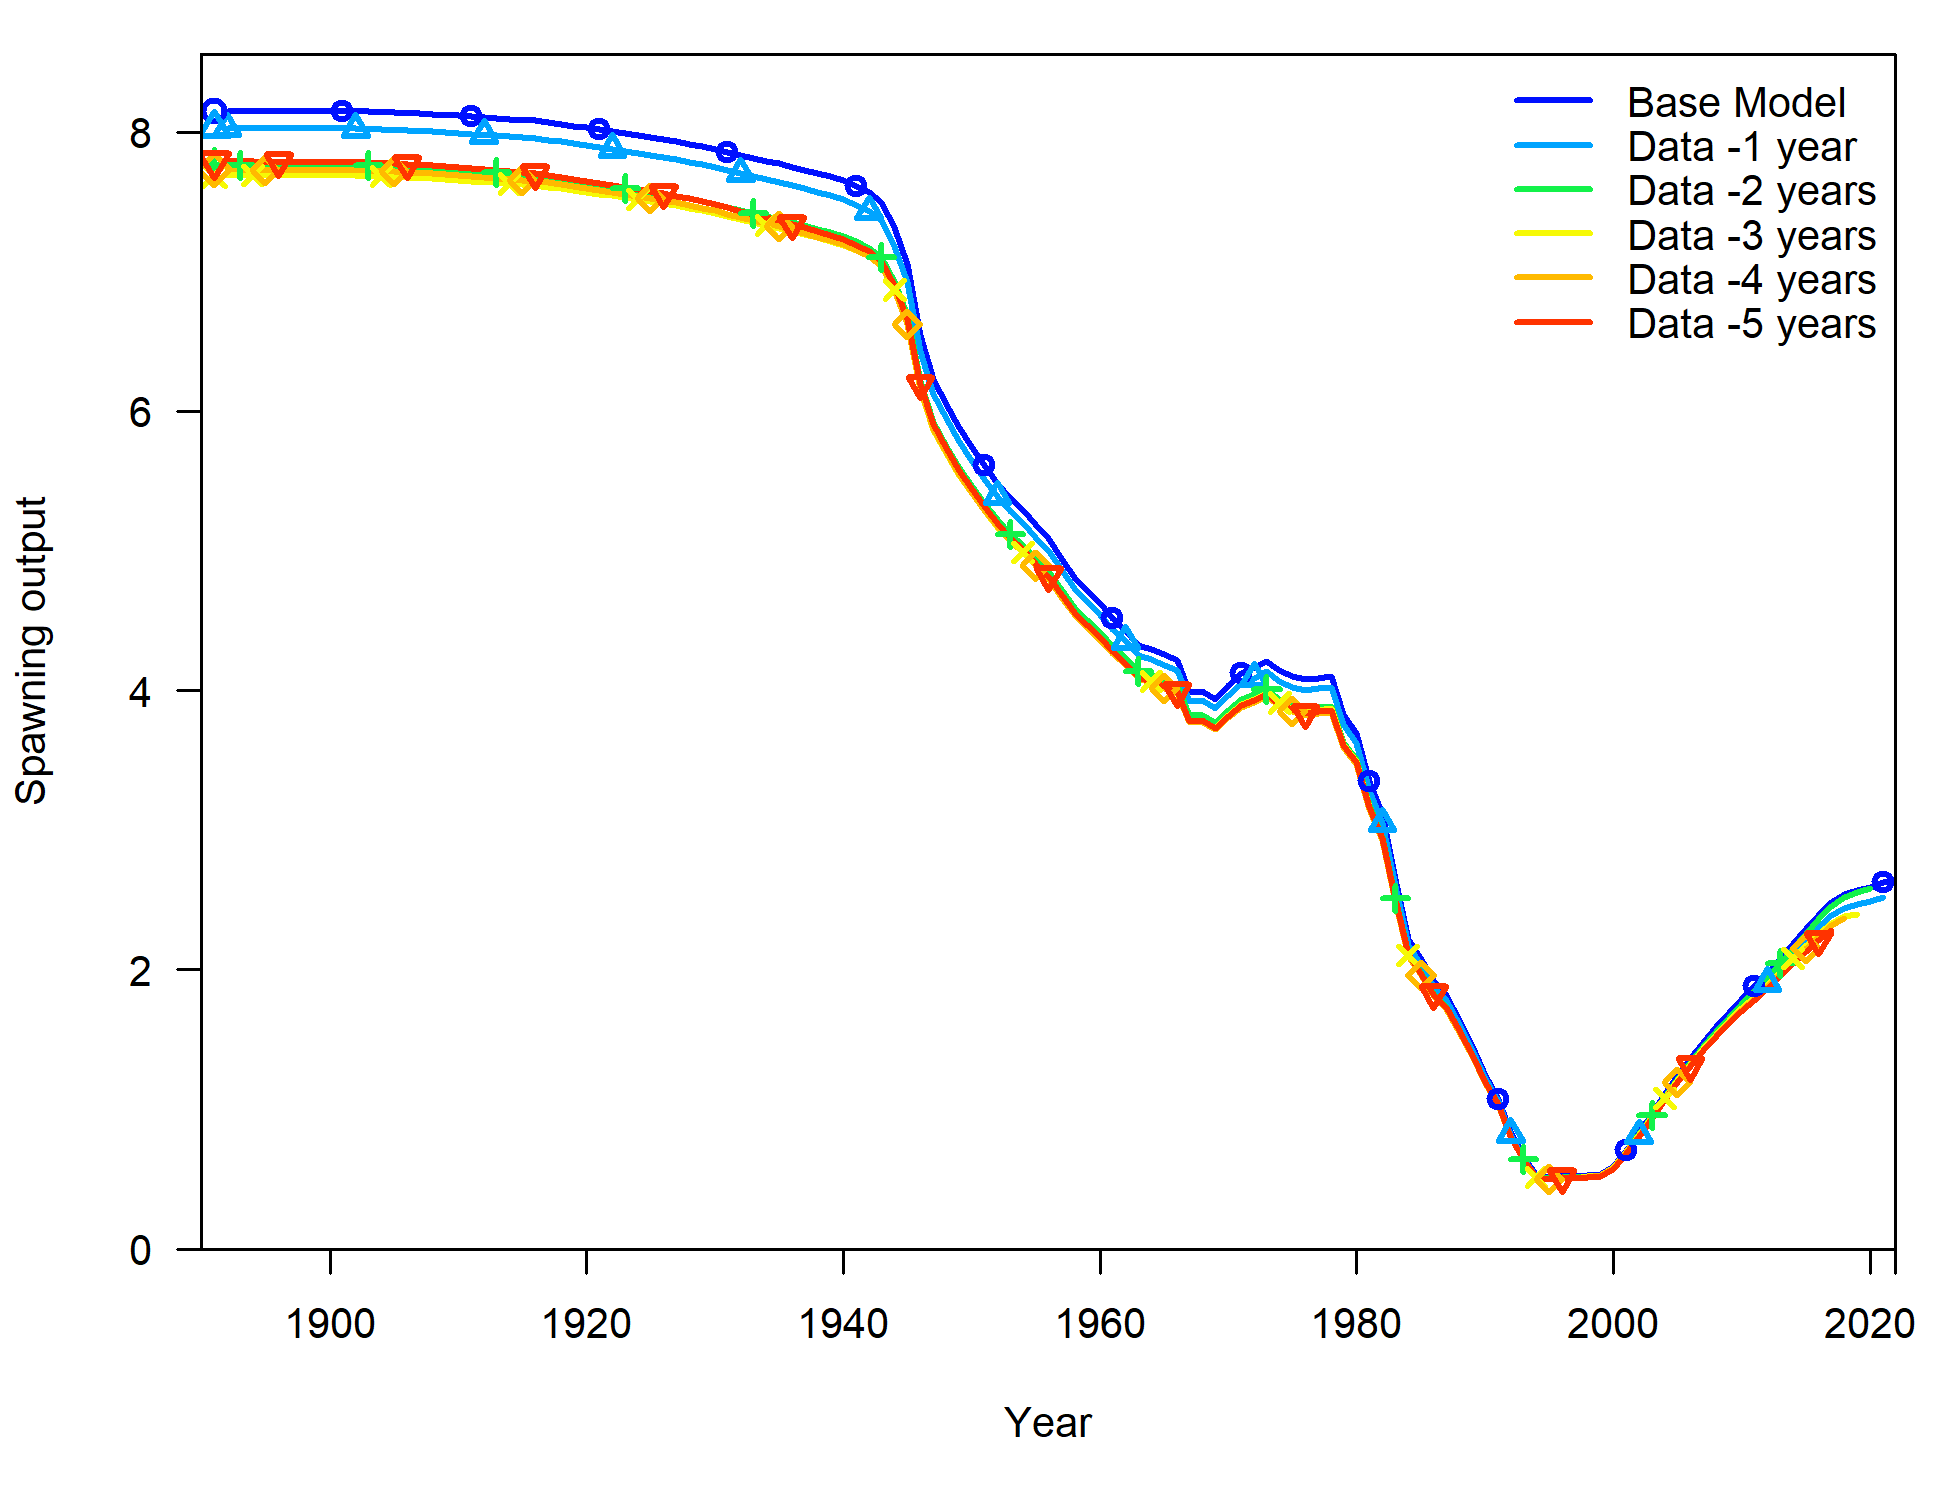 Base Model
Data -1 year
Data -2 years
Data -3 years
Data -4 years
Data -5 years
8
6
4
2
0
Spawning output
1900 1920 1940 1960 1980 2000 2020
Year